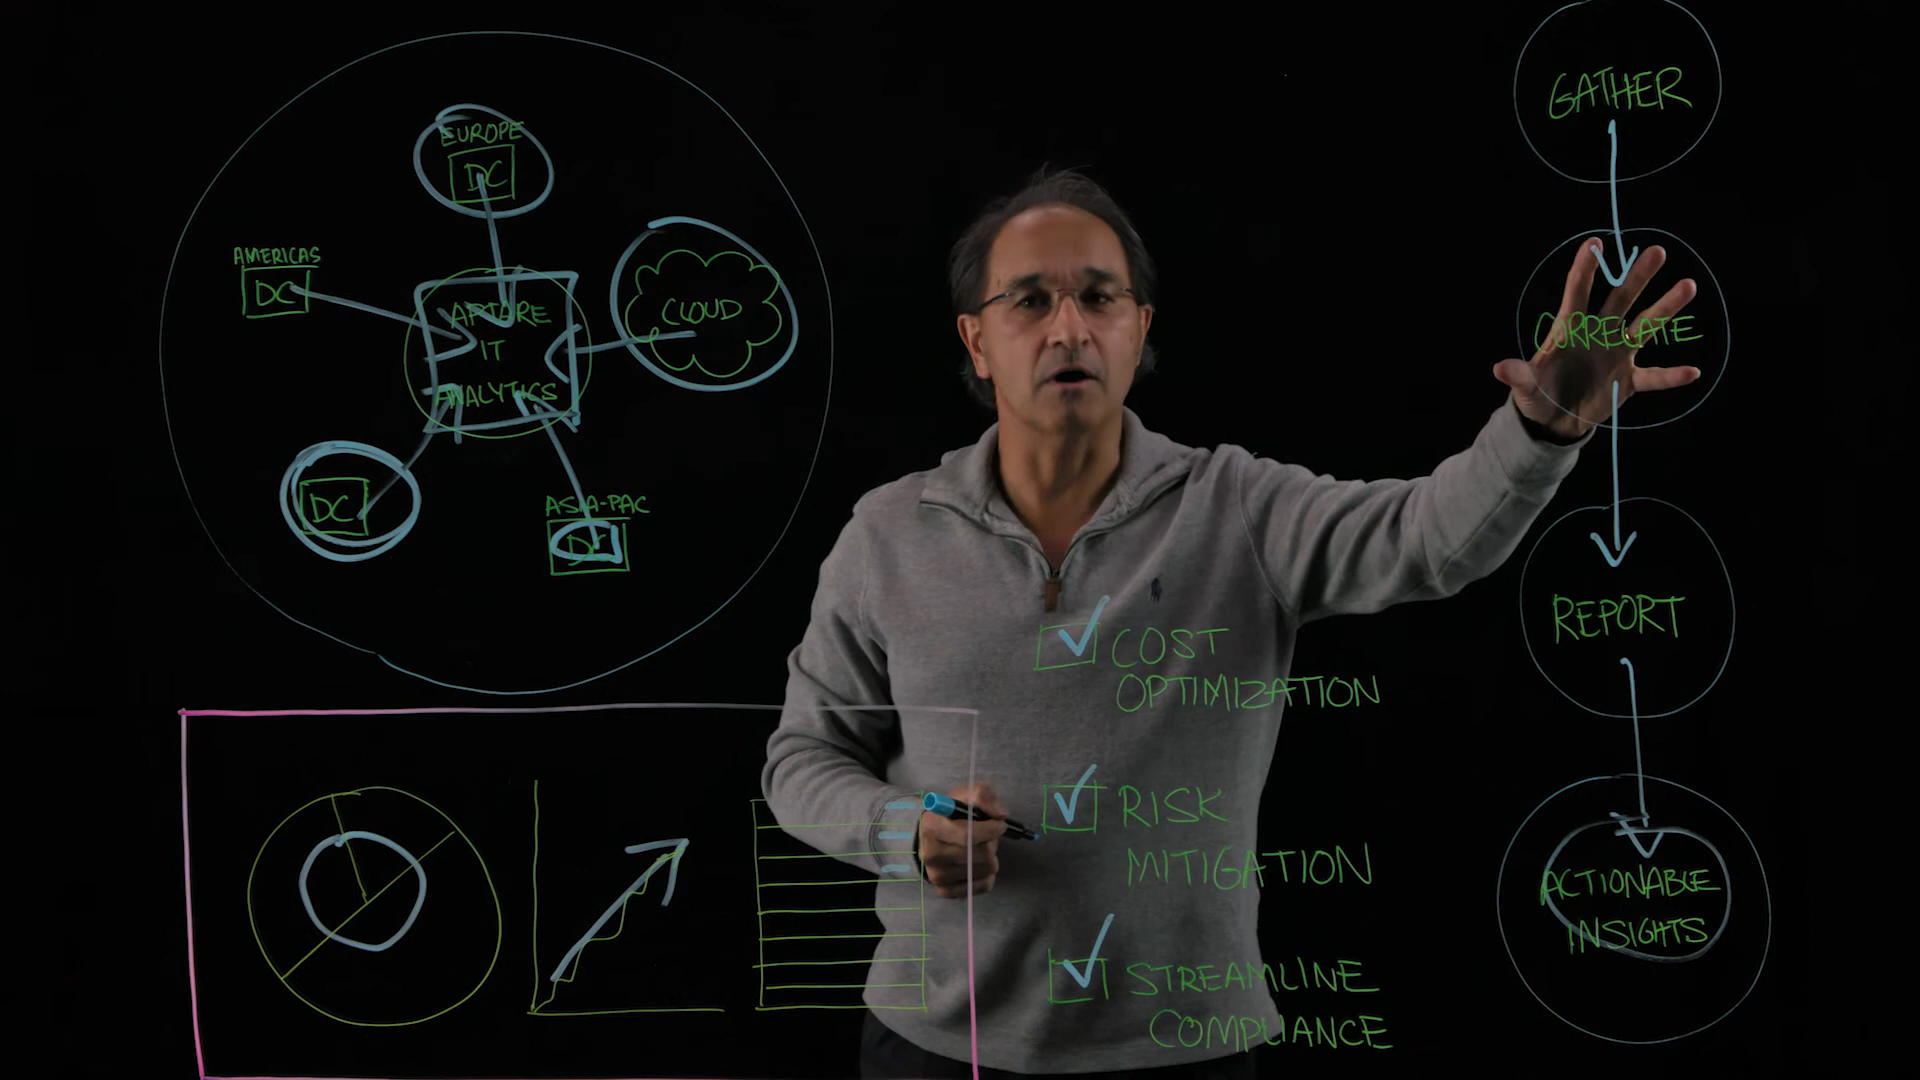 EUROPE
DC
AMERICAS
DC
CLOUD
APTARE
IT
ANALYTICS
DC
ASIA-PAC
DC
COST
OPTIMIZATION
RISK
MITIGATION
STREAMLINE
COMPLIANCE
GATHER
CORRELATE
REPORT
ACTIONABLE
INSIGHTS